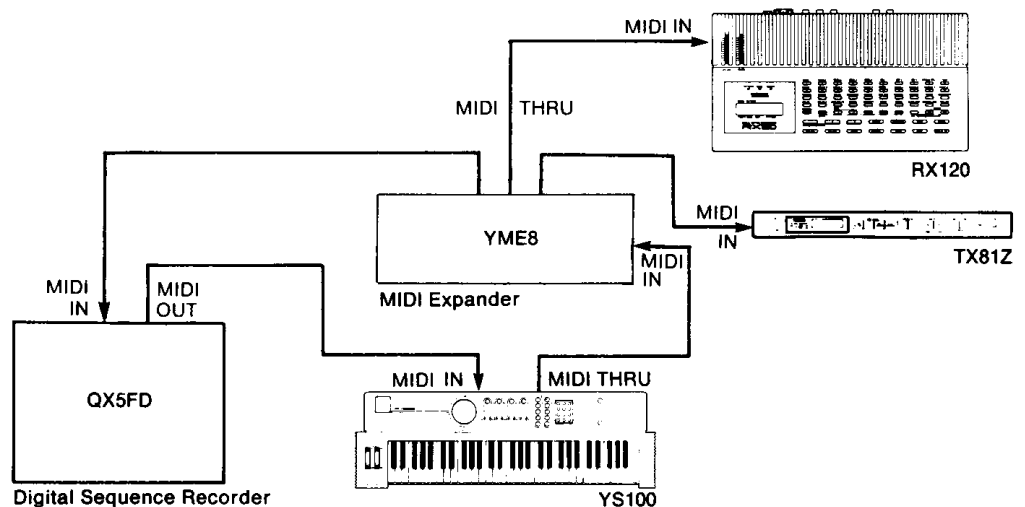 MIDI IN
MIDI THRU
RX120
MIDI
IN
TX81Z
YME8
MIDI
IN
MIDI Expander
MIDI
IN
MIDI
OUT
QX5FD
Digital Sequence Recorder
MIDI IN
MIDI THRU
YS100